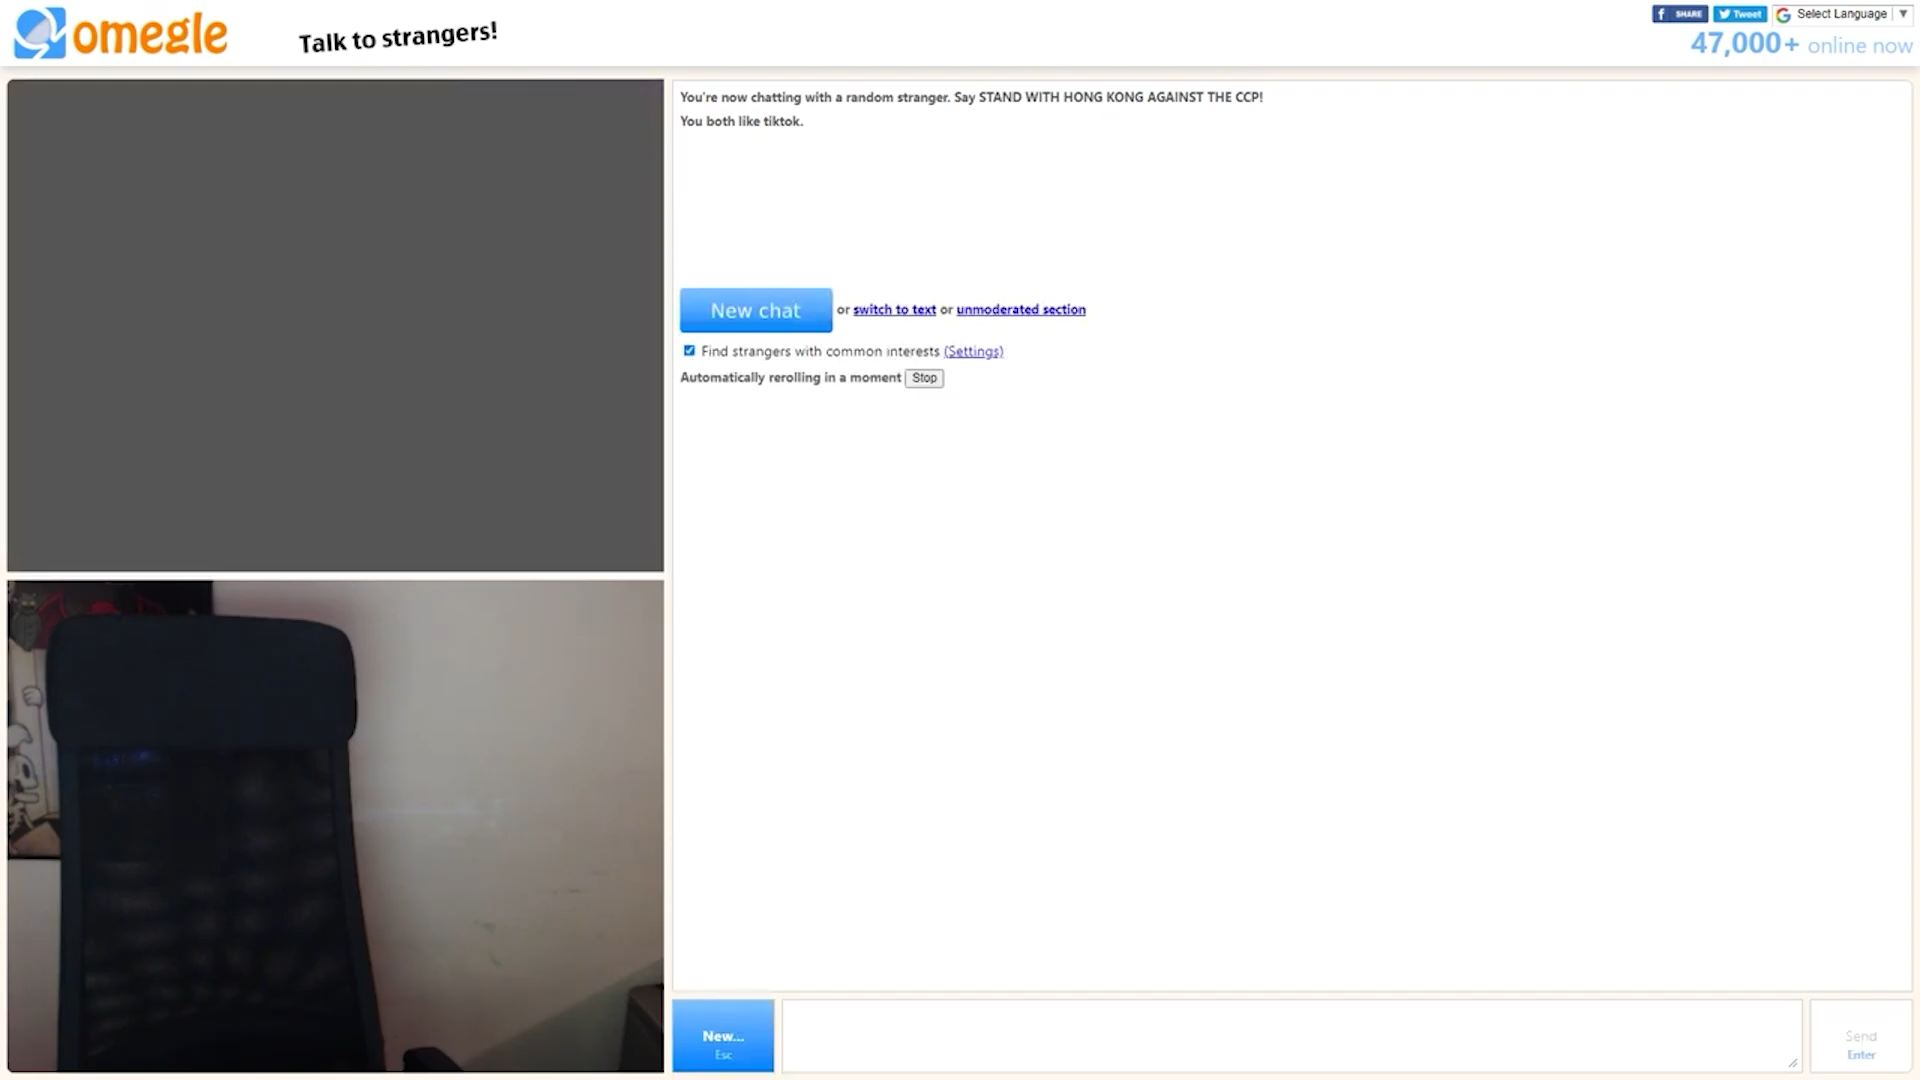 omegle
Talk to strangers!
SHARE
Tweet
Select Language
47,000+ online now
You're now chatting with a random stranger. Say STAND WITH HONG KONG AGAINST THE CCP!
You both like tiktok.
New chat or switch to text or unmoderated section
Find strangers with common interests (Settings)
Automatically rerolling in a moment Stop
New...
Esc
Send
Enter